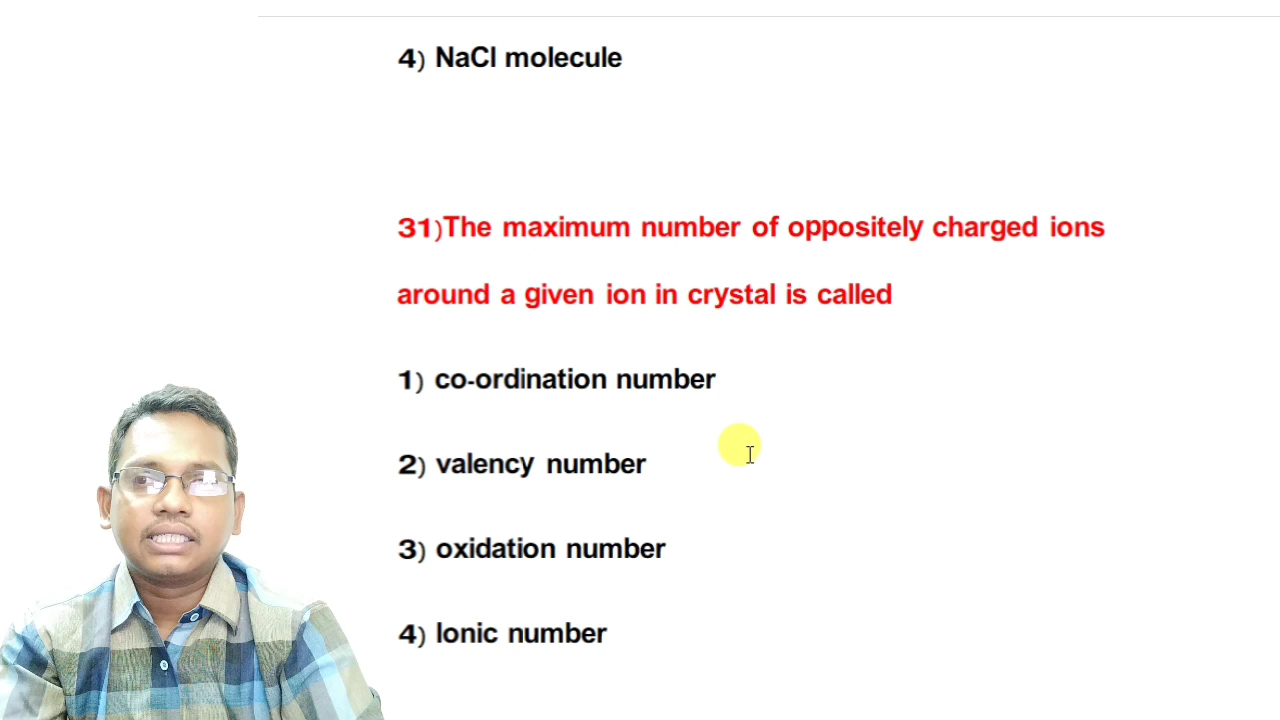 4) NaCl molecule
31)The maximum number of oppositely charged ions
around a given ion in crystal is called
1) co-ordination number
2) valency number
3) oxidation number
4) Ionic number